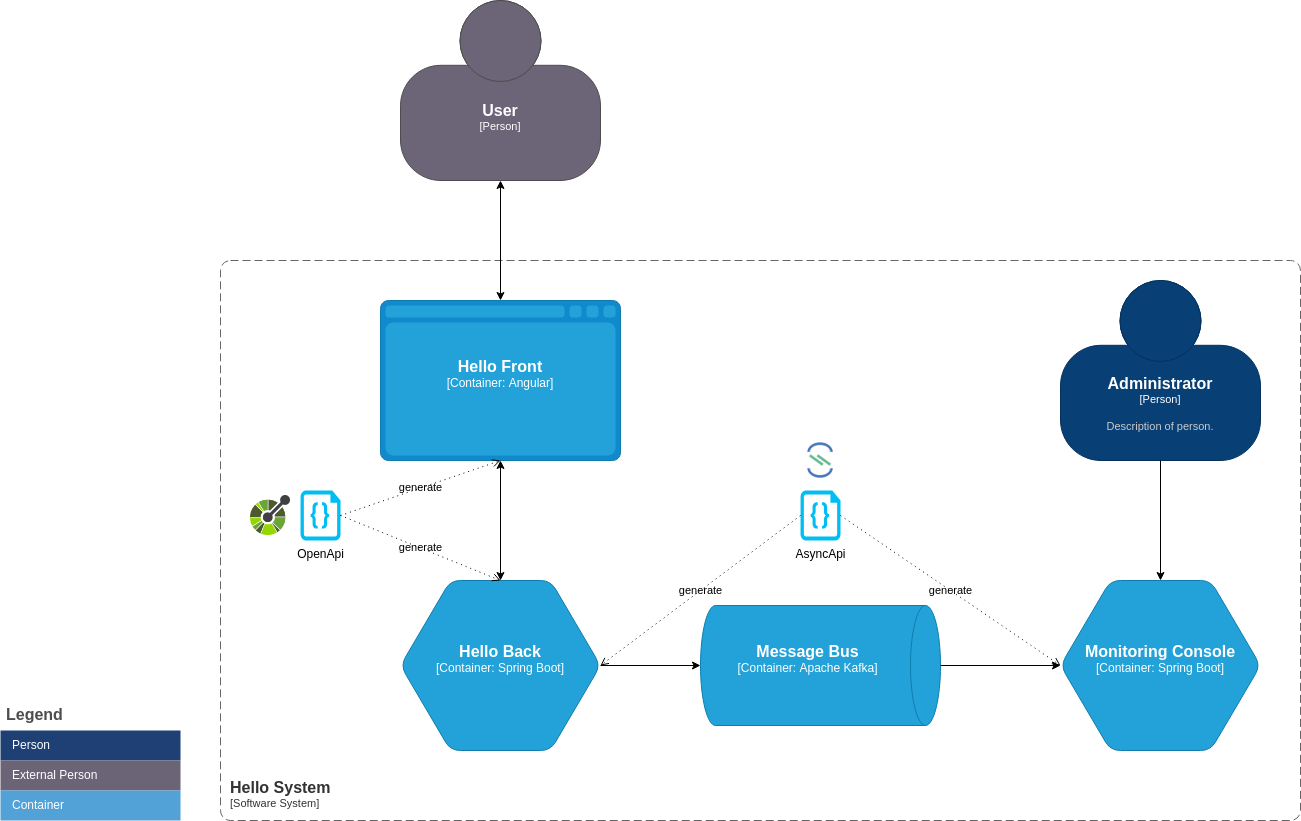 User
[Person]
Hello Front
[Container: Angular]
Administrator
[Person]
Description of person.
generate
OpenApi
generate
AsyncApi
generate
generate
Hello Back
[Container: Spring Boot]
Message Bus
[Container: Apache Kafka]
Monitoring Console
[Container: Spring Boot]
Legend
Person
External Person
Container
Hello System
[Software System]